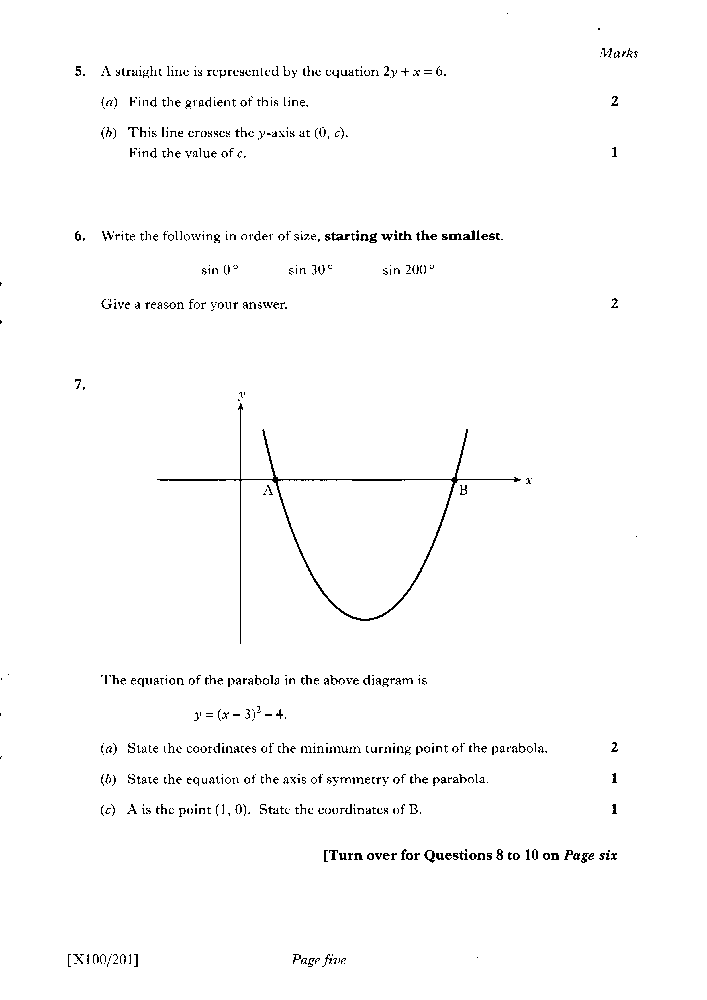 Marks
5. A straight line is represented by the equation 2y + x = 6.
(a) Find the gradient of this line. 2
(b) This line crosses the y-axis at (0, c).
Find the value of c. 1
6. Write the following in order of size, starting with the smallest.
sin 0° sin 30° sin 200°
Give a reason for your answer. 2
7.
y
x
A
B
The equation of the parabola in the above diagram is
y = (x – 3)² – 4.
(a) State the coordinates of the minimum turning point of the parabola. 2
(b) State the equation of the axis of symmetry of the parabola. 1
(c) A is the point (1, 0). State the coordinates of B. 1
[Turn over for Questions 8 to 10 on Page six
[X100/201] Page five